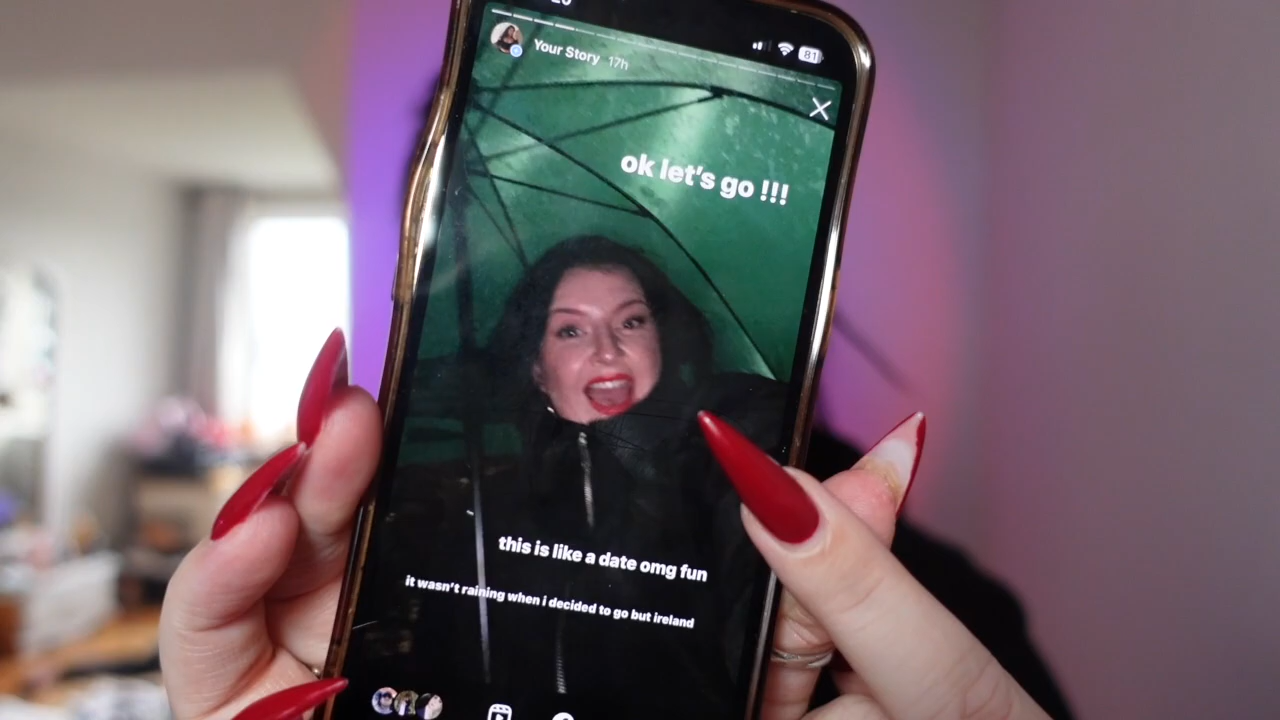 81
Your Story 17h
ok let's go !!!
this is like a date omg fun
it wasn't raining when i decided to go but ireland